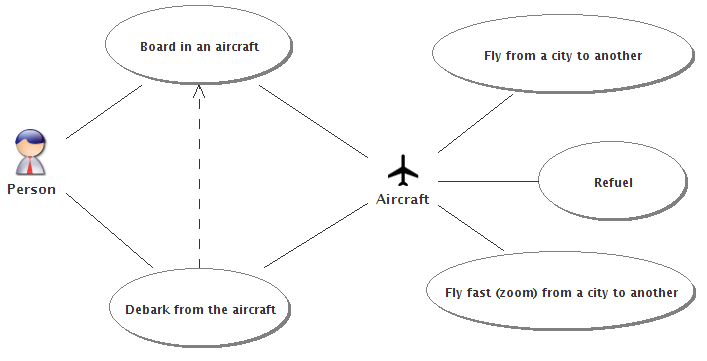 Board in an aircraft
Fly from a city to another
Person
Aircraft
Refuel
Debark from the aircraft
Fly fast (zoom) from a city to another